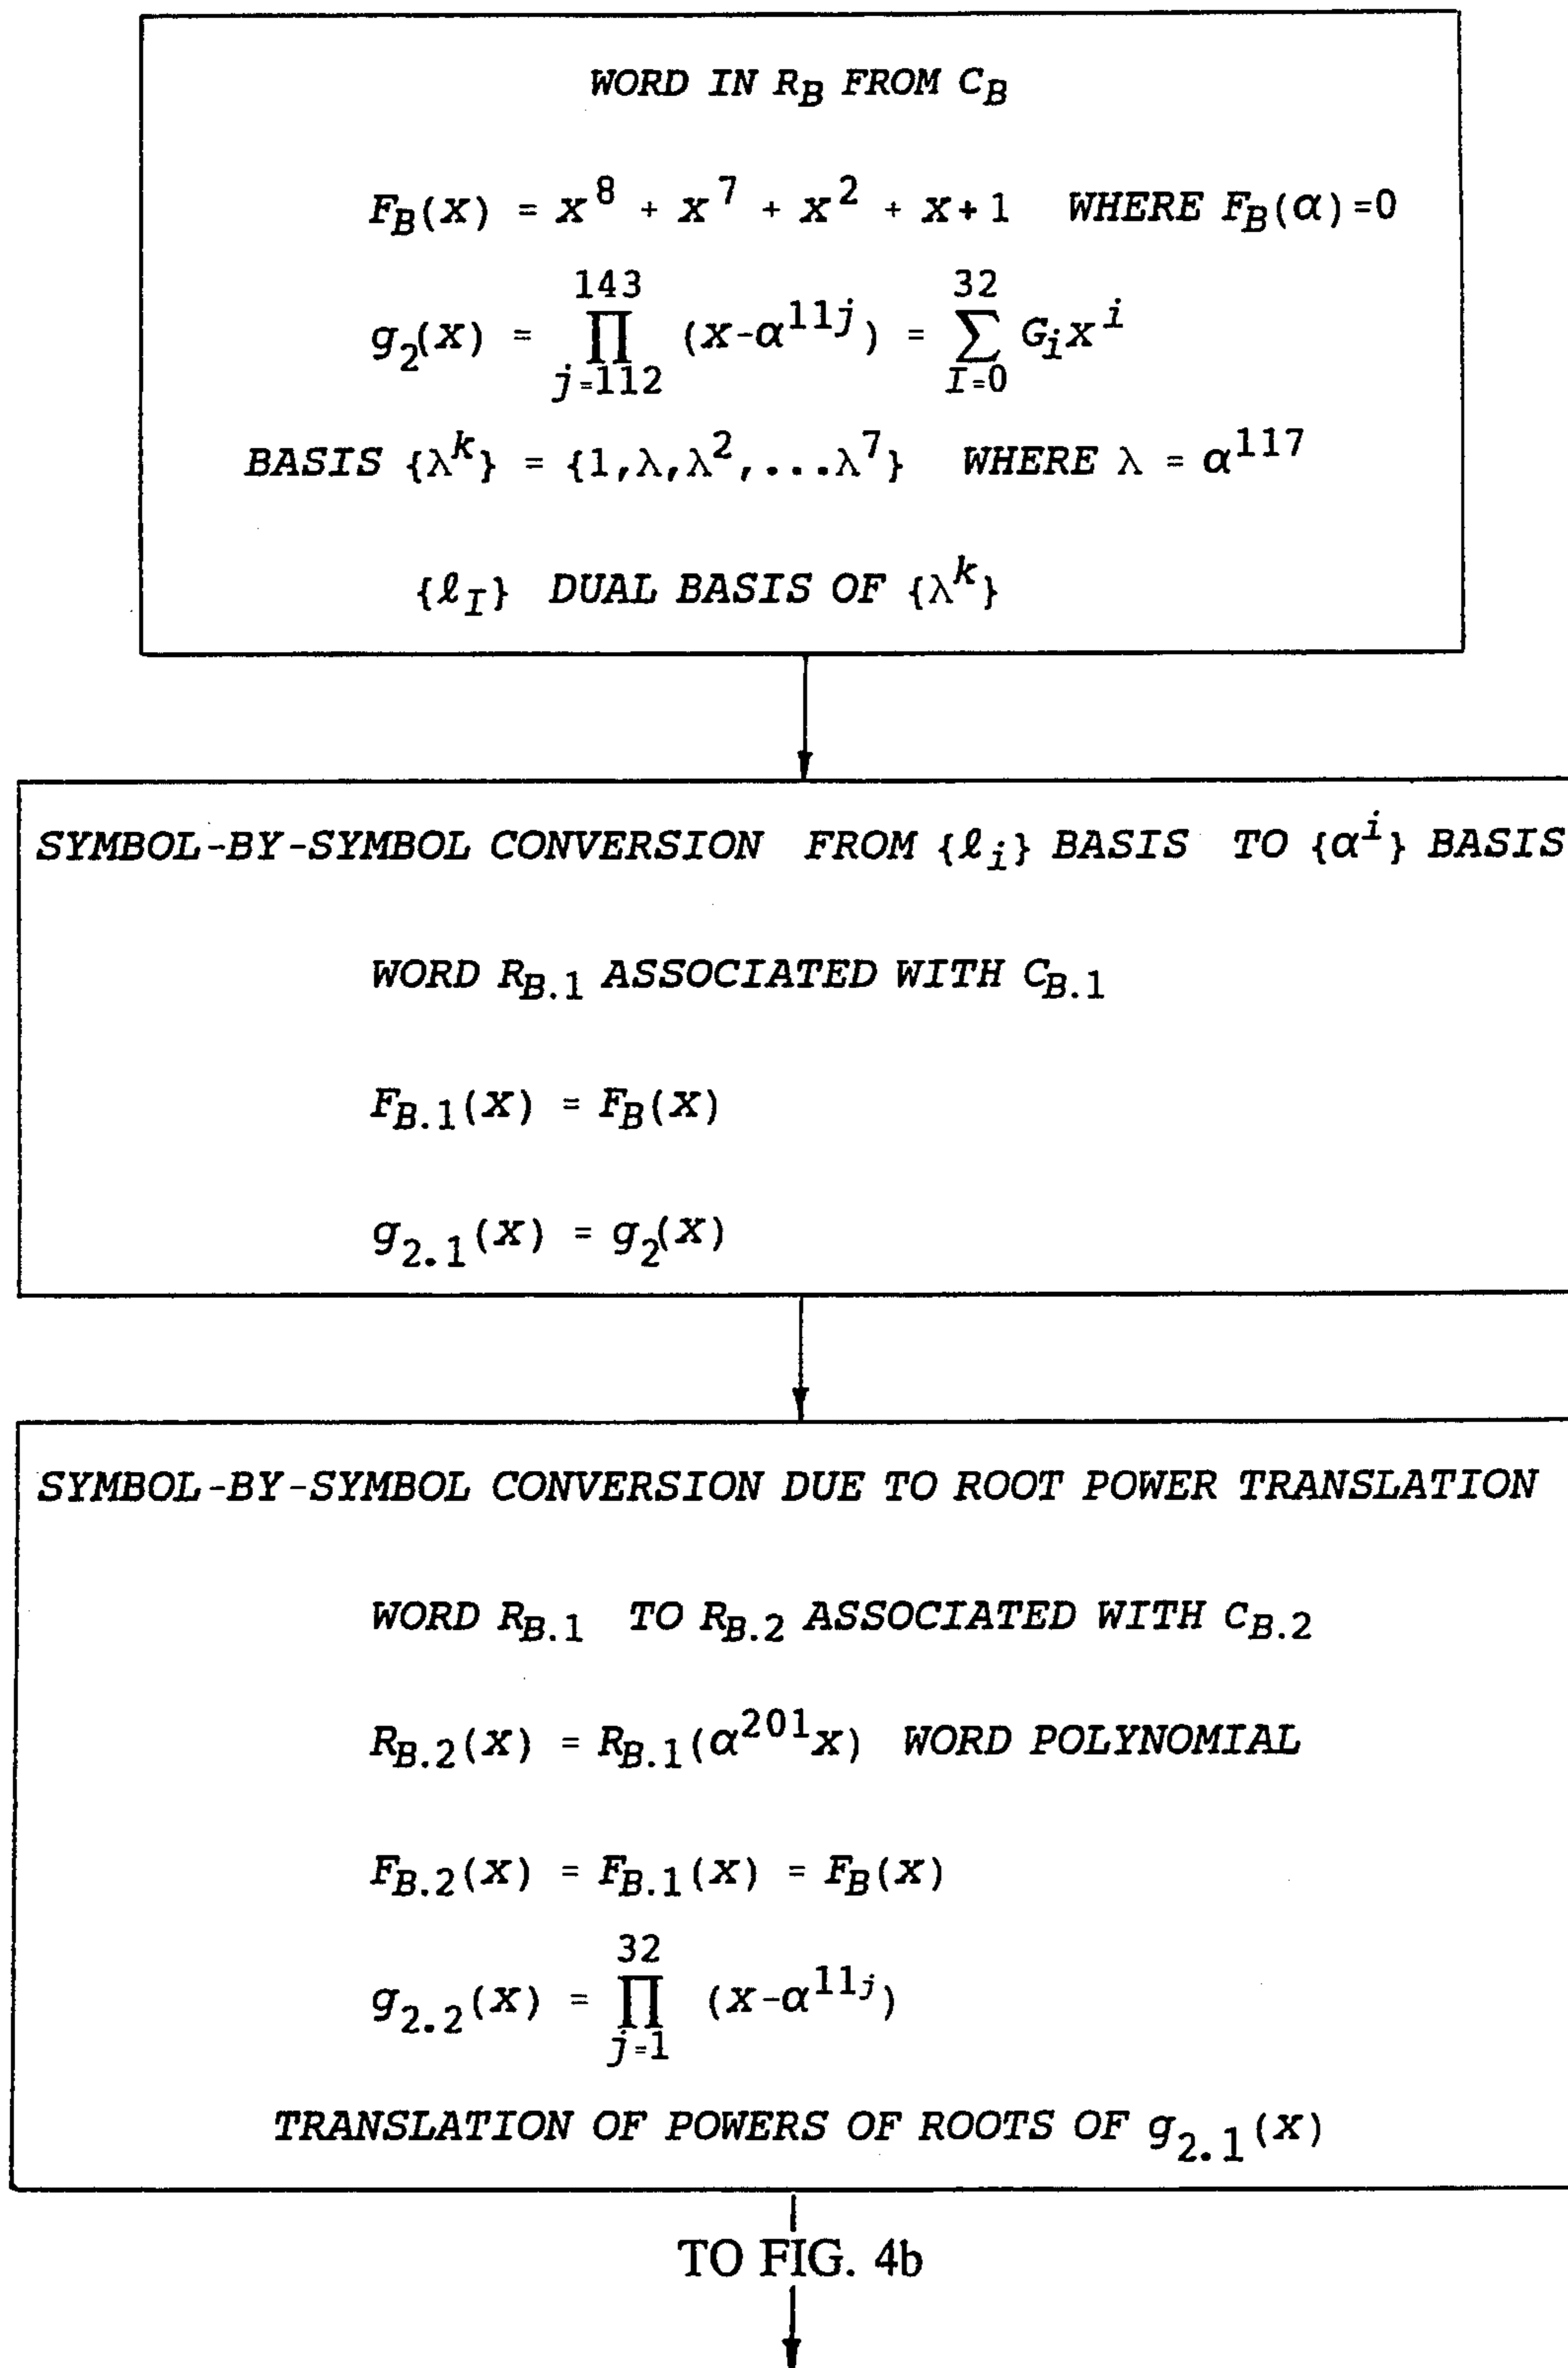 WORD IN R_B FROM C_B
F_B(x) = x^8 + x^7 + x^2 + x+1 WHERE F_B(α)=0
g_2(x) = ∏_{j=112}^{143} (x-α^{11j}) = ∑_{I=0}^{32} G_i x^i
BASIS {λ^k} = {1,λ,λ^2,...λ^7} WHERE λ = α^{117}
{ℓ_I} DUAL BASIS OF {λ^k}
SYMBOL-BY-SYMBOL CONVERSION FROM {ℓ_i} BASIS TO {α^i} BASIS
WORD R_{B.1} ASSOCIATED WITH C_{B.1}
F_{B.1}(x) = F_B(x)
g_{2.1}(x) = g_2(x)
SYMBOL-BY-SYMBOL CONVERSION DUE TO ROOT POWER TRANSLATION
WORD R_{B.1} TO R_{B.2} ASSOCIATED WITH C_{B.2}
R_{B.2}(x) = R_{B.1}(α^{201}x) WORD POLYNOMIAL
F_{B.2}(x) = F_{B.1}(x) = F_B(x)
g_{2.2}(x) = ∏_{j=1}^{32} (x-α^{11j})
TRANSLATION OF POWERS OF ROOTS OF g_{2.1}(x)
TO FIG. 4b